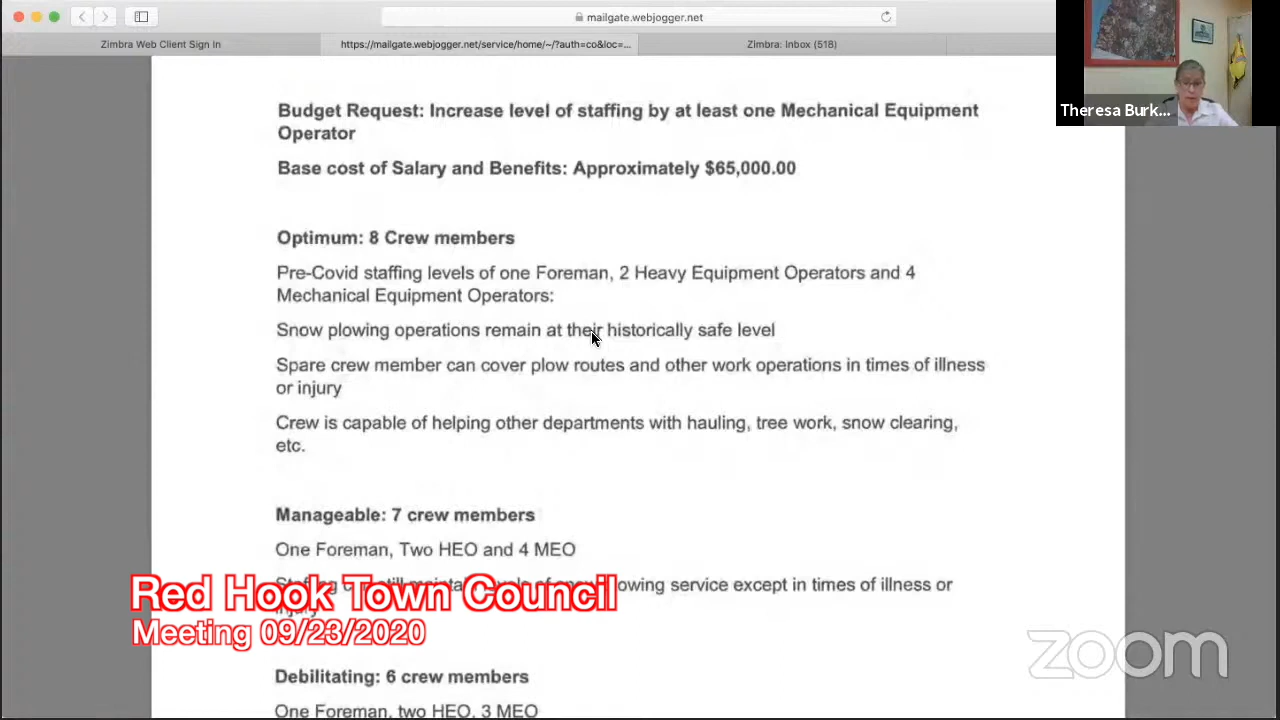 mailgate.webjogger.net
Zimbra Web Client Sign In
https://mailgate.webjogger.net/service/home/~/?auth=co&loc=...
Zimbra: Inbox (518)
Theresa Burk...
Budget Request: Increase level of staffing by at least one Mechanical Equipment
Operator
Base cost of Salary and Benefits: Approximately $65,000.00
Optimum: 8 Crew members
Pre-Covid staffing levels of one Foreman, 2 Heavy Equipment Operators and 4
Mechanical Equipment Operators:
Snow plowing operations remain at their historically safe level
Spare crew member can cover plow routes and other work operations in times of illness
or injury
Crew is capable of helping other departments with hauling, tree work, snow clearing,
etc.
Manageable: 7 crew members
One Foreman, Two HEO and 4 MEO
service except in times of illness or
Red Hook Town Council
Meeting 09/23/2020
zoom
Debilitating: 6 crew members
One Foreman, two HEO, 3 MEO